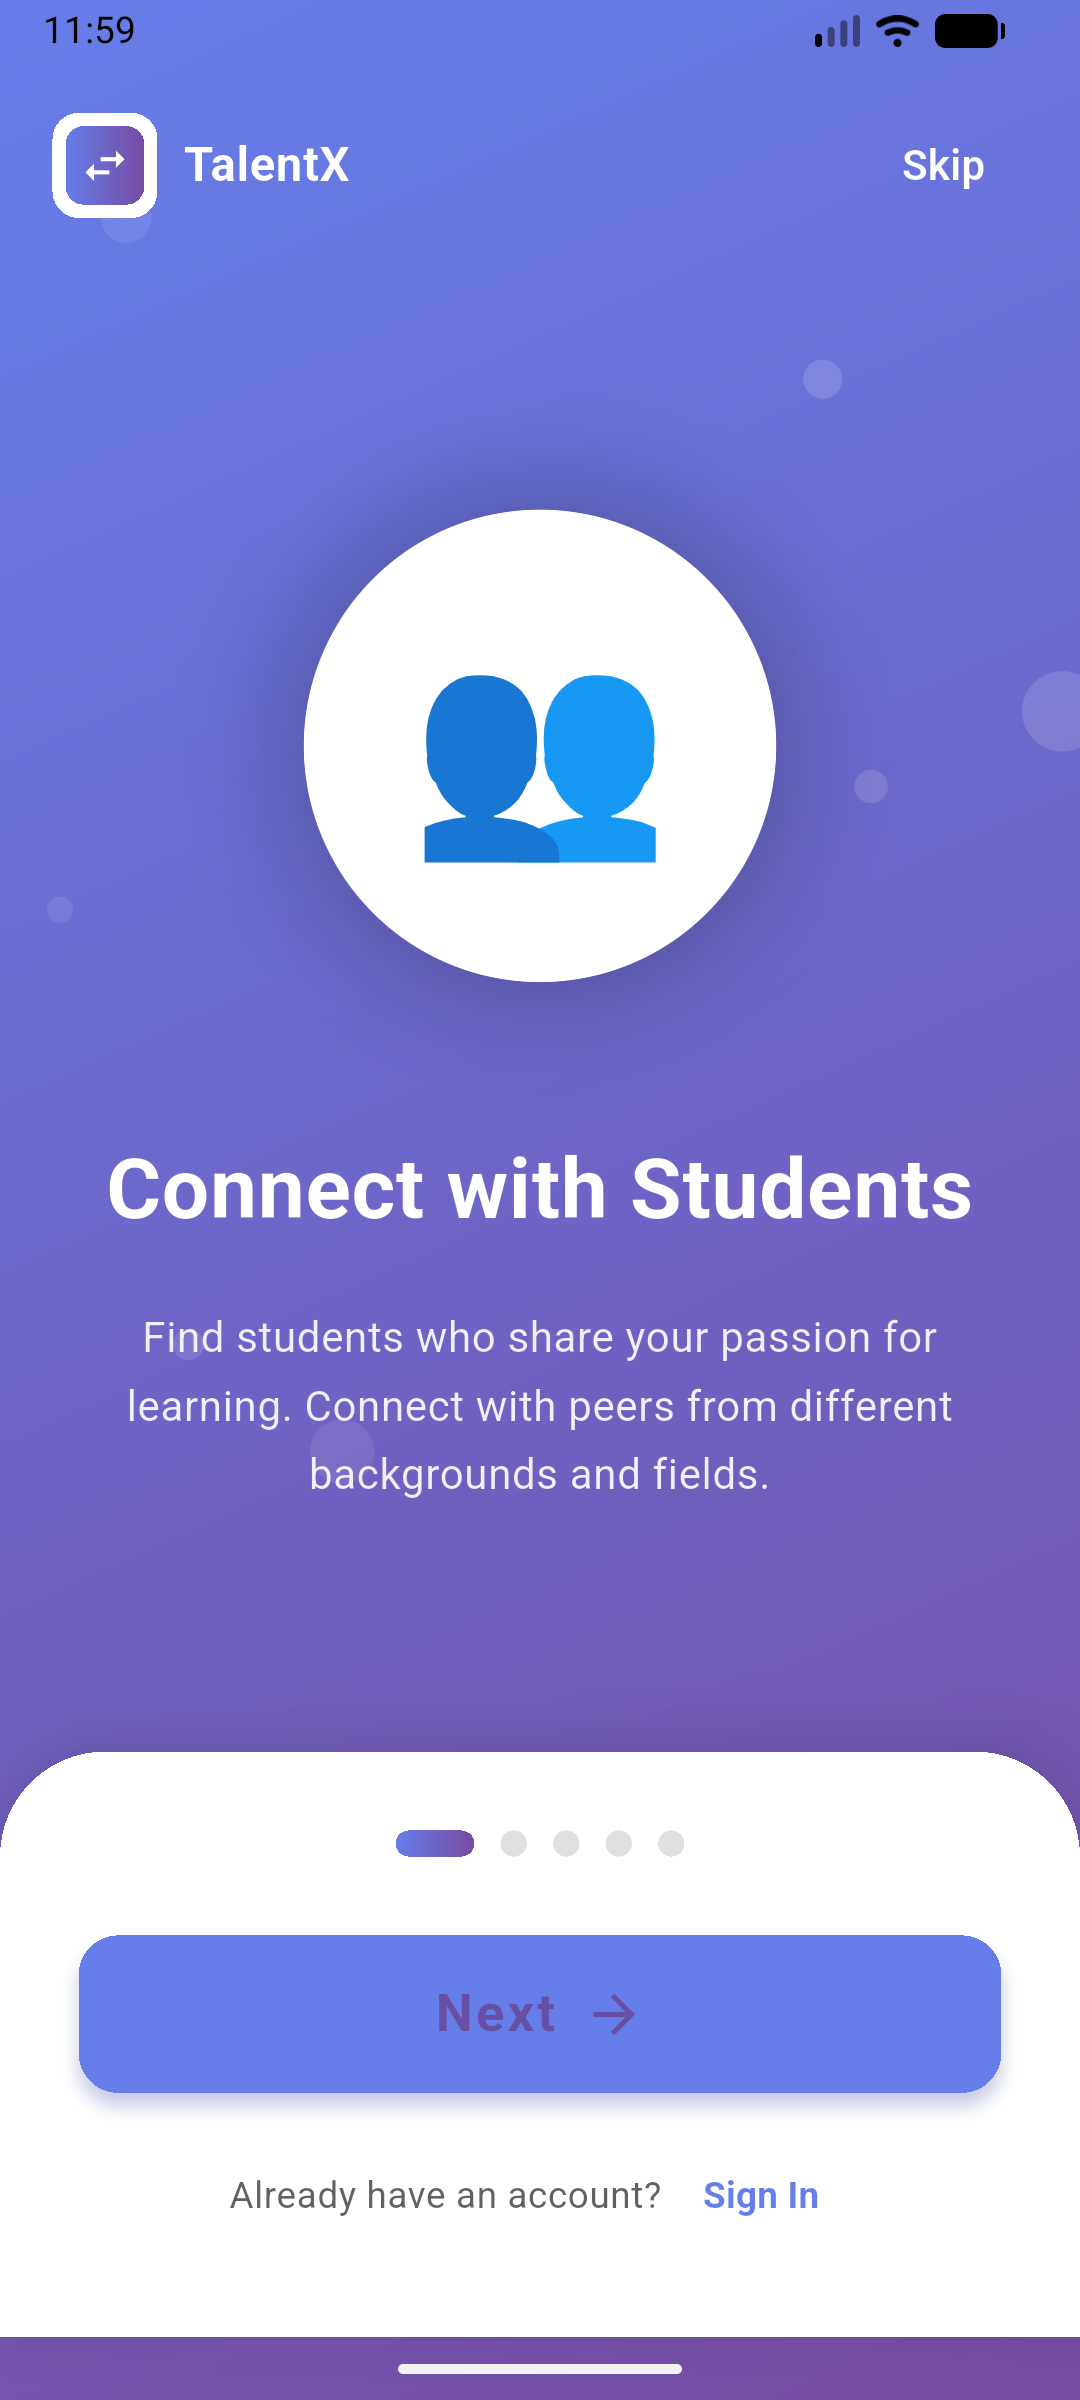 11:59
TalentX
Skip
Connect with Students
Find students who share your passion for
learning. Connect with peers from different
backgrounds and fields.
Next
Already have an account? Sign In